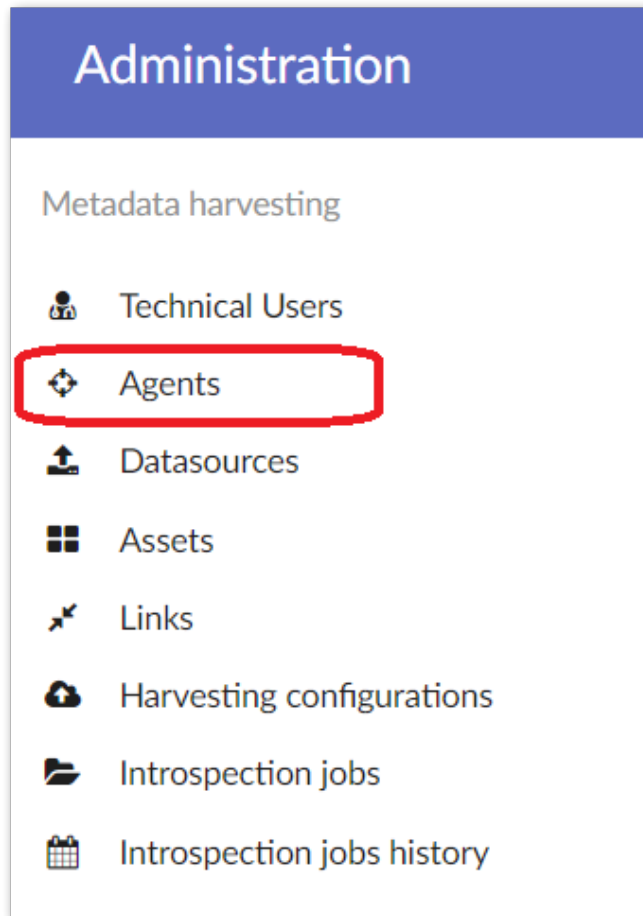 Administration
Metadata harvesting
Technical Users
Agents
Datasources
Assets
Links
Harvesting configurations
Introspection jobs
Introspection jobs history